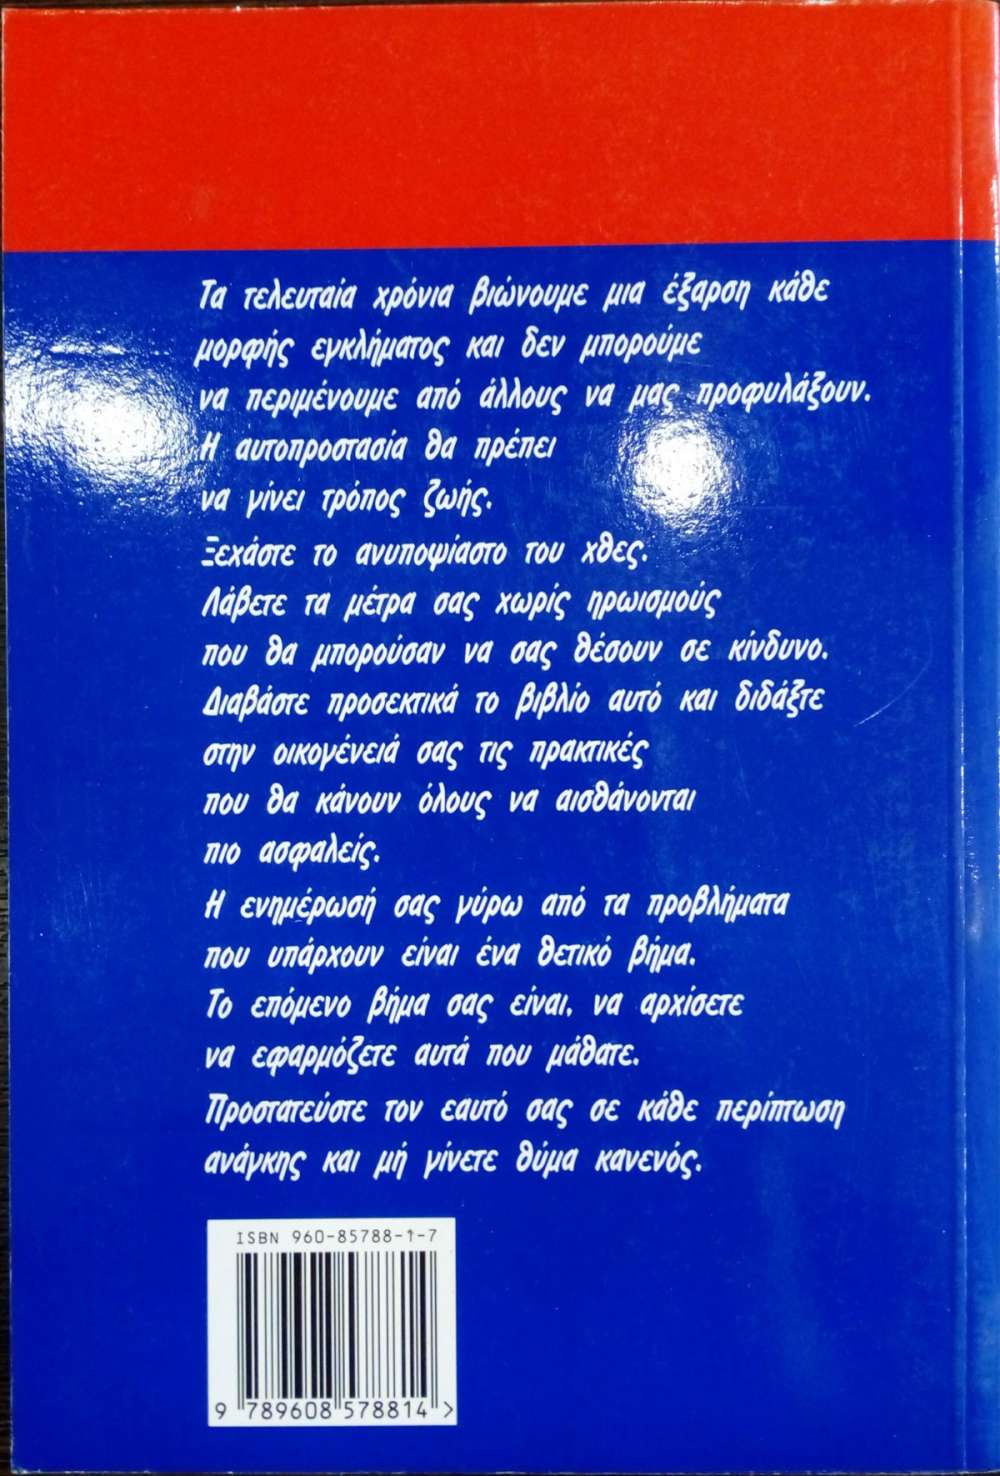 Τα τελευταία χρόνια βιώνουμε μια έξαρση κάθε
μορφής εγκλήματος και δεν μπορούμε
να περιμένουμε από άλλους να μας προφυλάξουν.
Η αυτοπροστασία θα πρέπει
να γίνει τρόπος ζωής.
Ξεχάστε το ανυποψίαστο του χθες.
Λάβετε τα μέτρα σας χωρίς ηρωισμούς
που θα μπορούσαν να σας θέσουν σε κίνδυνο.
Διαβάστε προσεκτικά το βιβλίο αυτό και διδάξτε
στην οικογένειά σας τις πρακτικές
που θα κάνουν όλους να αισθάνονται
πιο ασφαλείς.
Η ενημέρωσή σας γύρω από τα προβλήματα
που υπάρχουν είναι ένα θετικό βήμα.
Το επόμενο βήμα σας είναι, να αρχίσετε
να εφαρμόζετε αυτά που μάθατε.
Προστατεύστε τον εαυτό σας σε κάθε περίπτωση
ανάγκης και μή γίνετε θύμα κανενός.
ISBN 960-85788-1-7
9 789608 578814 >